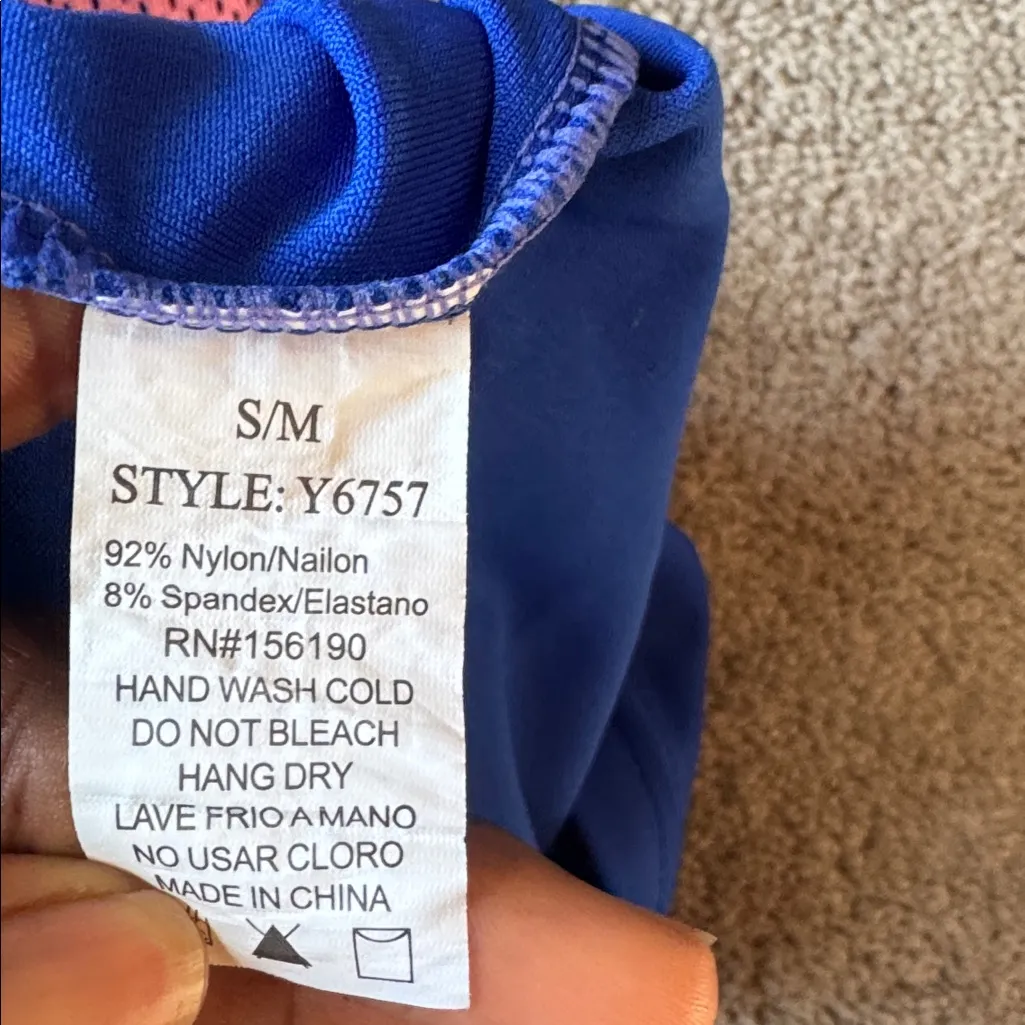 S/M
STYLE: Y6757
92% Nylon/Nailon
8% Spandex/Elastano
RN#156190
HAND WASH COLD
DO NOT BLEACH
HANG DRY
LAVE FRIO A MANO
NO USAR CLORO
MADE IN CHINA